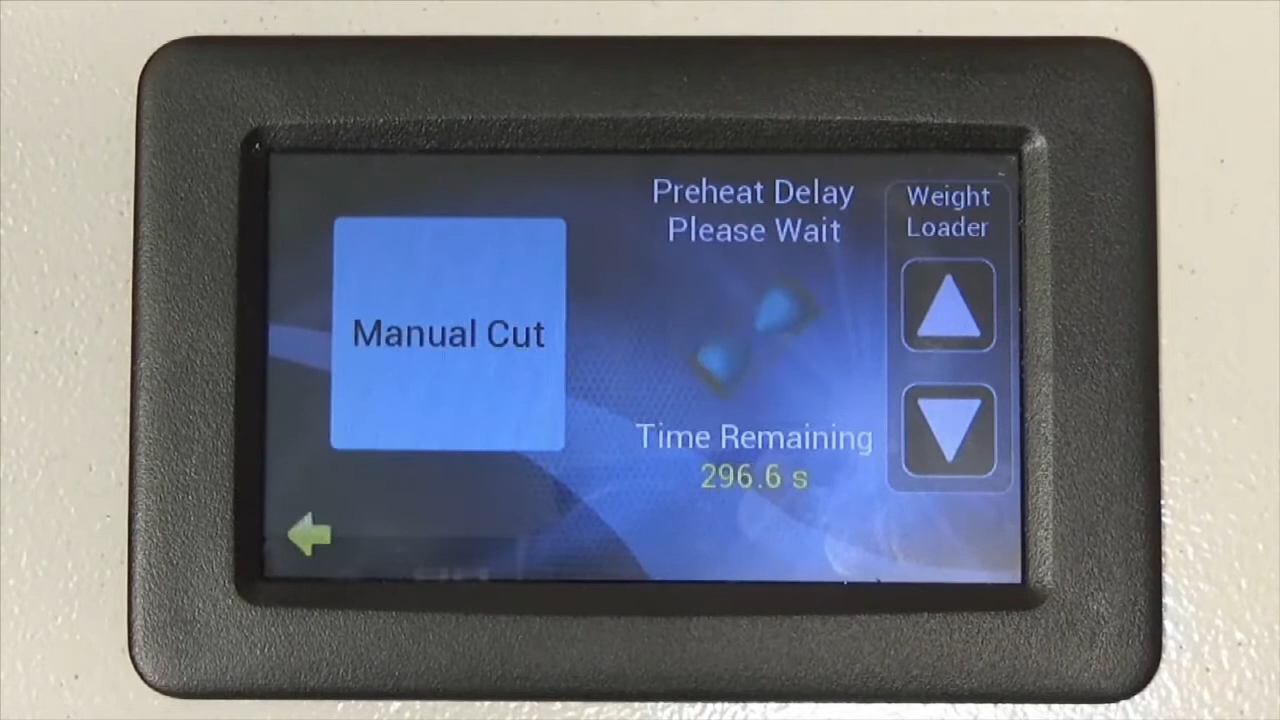 Manual Cut
Preheat Delay
Please Wait
Time Remaining
296.6 s
Weight
Loader